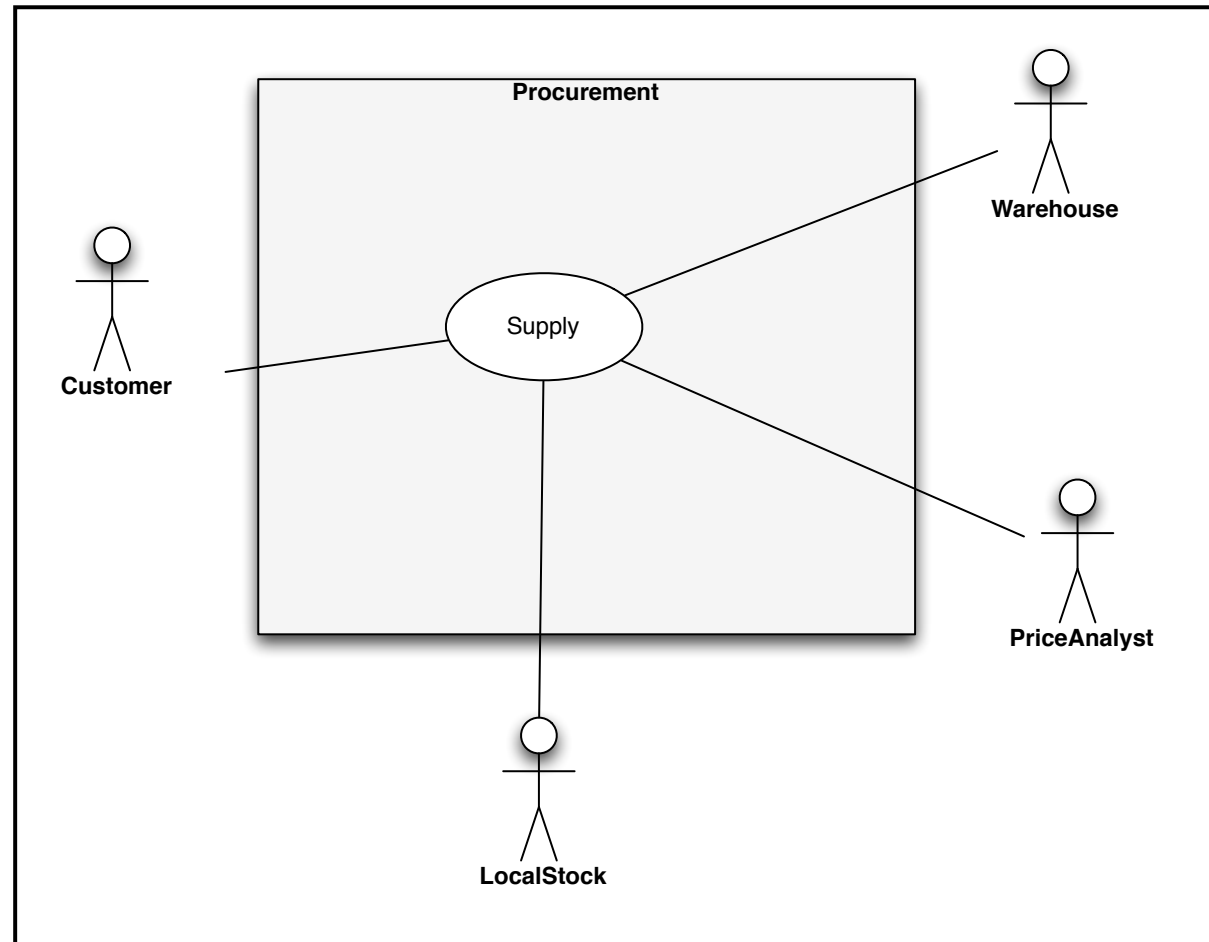 Procurement
Warehouse
Supply
Customer
PriceAnalyst
LocalStock